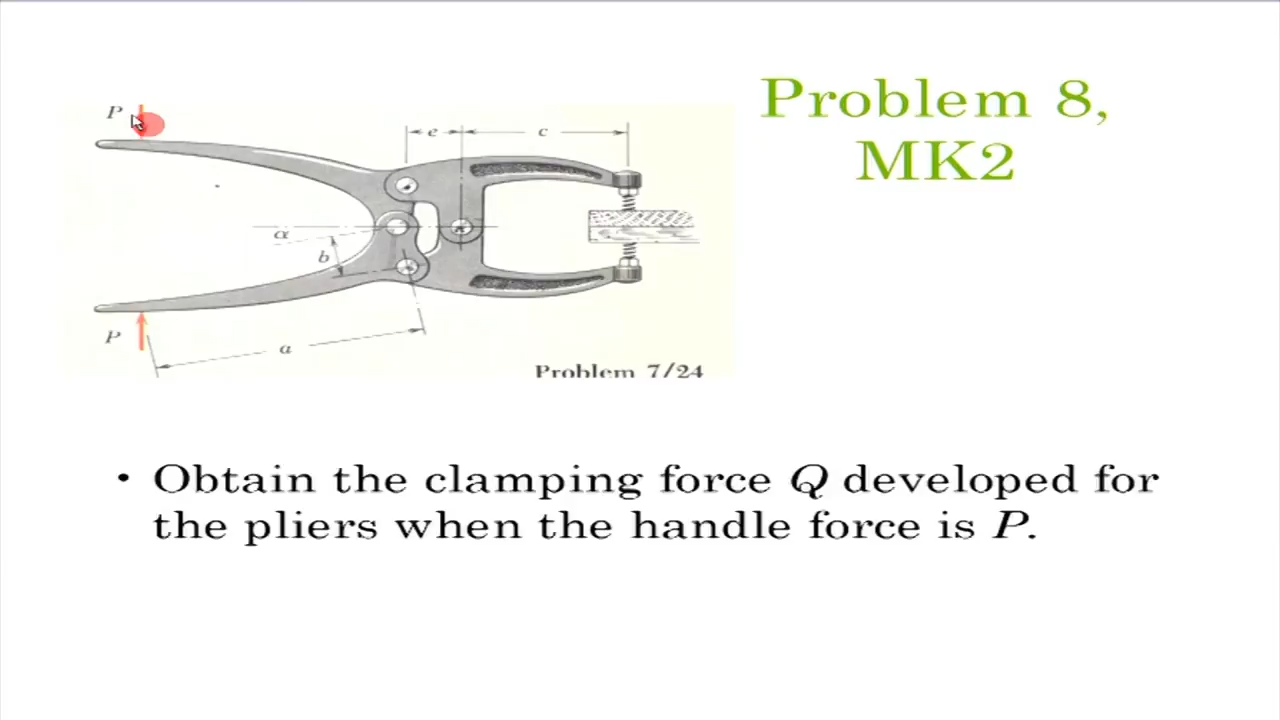 Problem 8,
MK2
P
e
c
α
b
P
a
Problem 7/24
• Obtain the clamping force Q developed for
the pliers when the handle force is P.